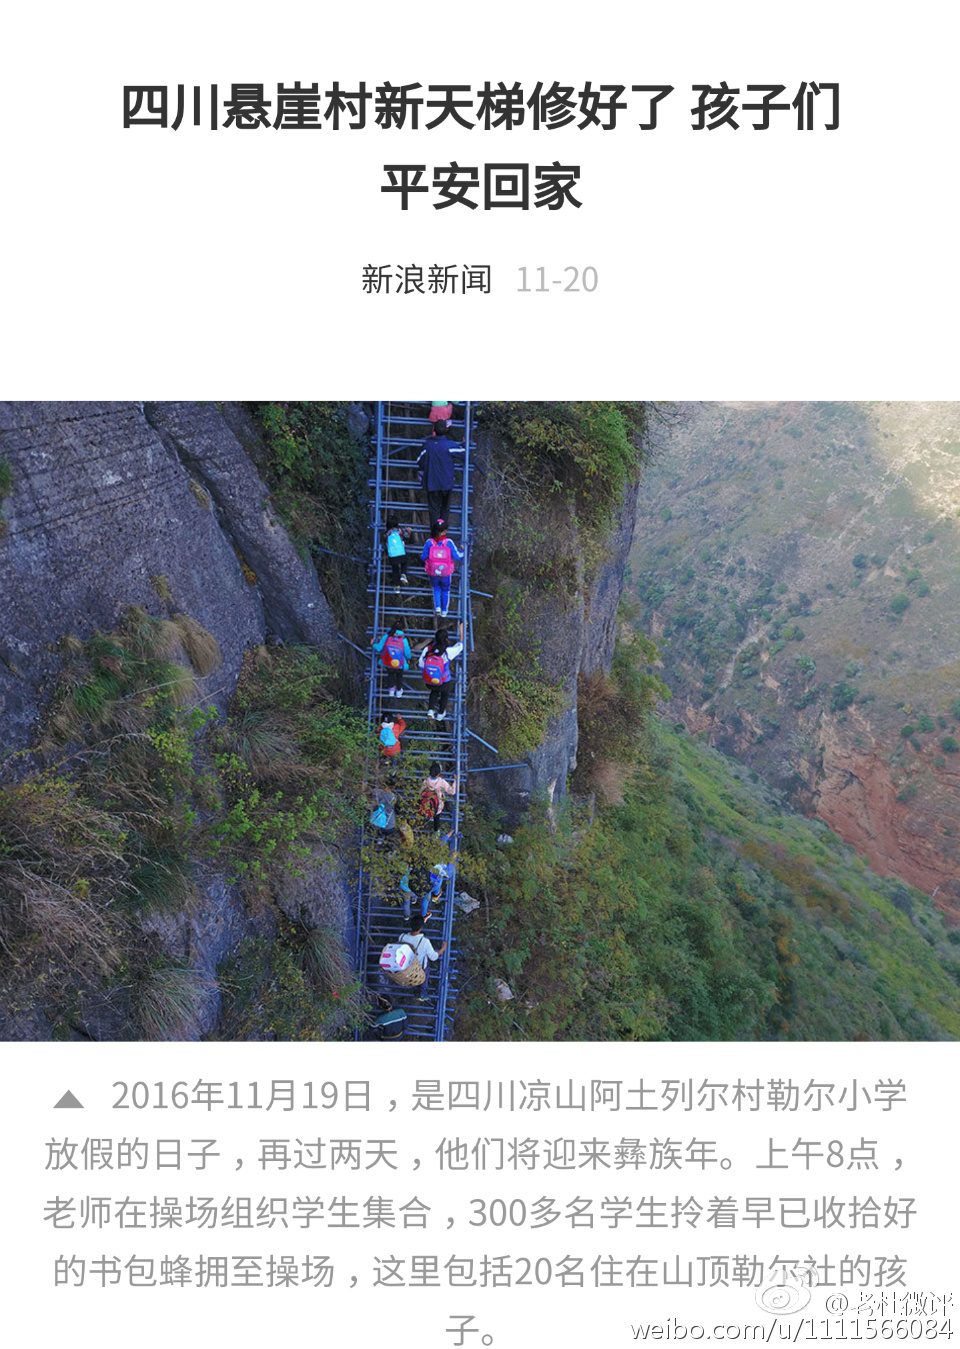 四川悬崖村新天梯修好了 孩子们
平安回家
新浪新闻 11-20
▲ 2016年11月19日，是四川凉山阿土列尔村勒尔小学
放假的日子，再过两天，他们将迎来彝族年。上午8点，
老师在操场组织学生集合，300多名学生拎着早已收拾好
的书包蜂拥至操场，这里包括20名住在山顶勒尔社的孩
子。
@老杜微评
weibo.com/u/1111566084